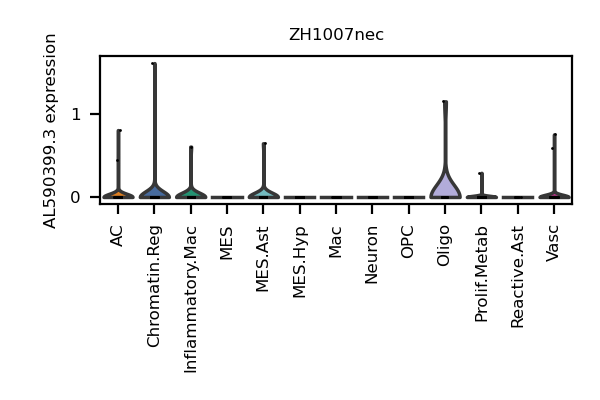 ZH1007nec
AL590399.3 expression
1
0
AC
Chromatin.Reg
Inflammatory.Mac
MES
MES.Ast
MES.Hyp
Mac
Neuron
OPC
Oligo
Prolif.Metab
Reactive.Ast
Vasc